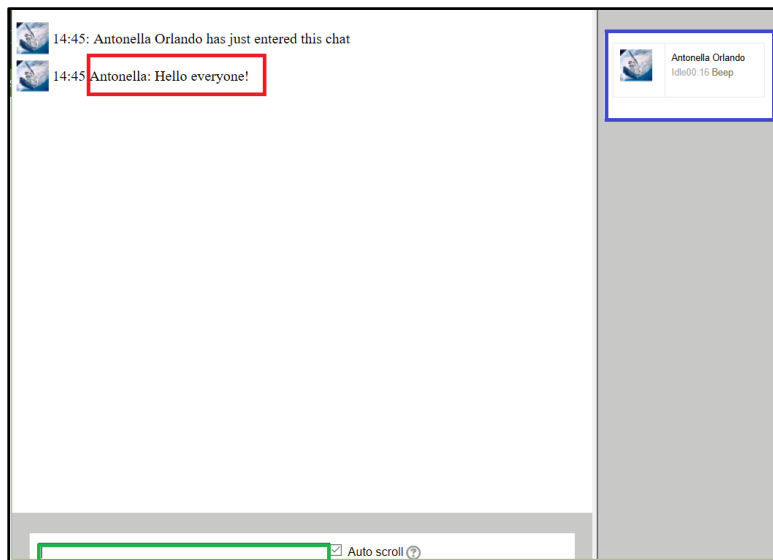 14:45: Antonella Orlando has just entered this chat
14:45 Antonella: Hello everyone!
Antonella Orlando
Idle00:16 Beep
Auto scroll ?